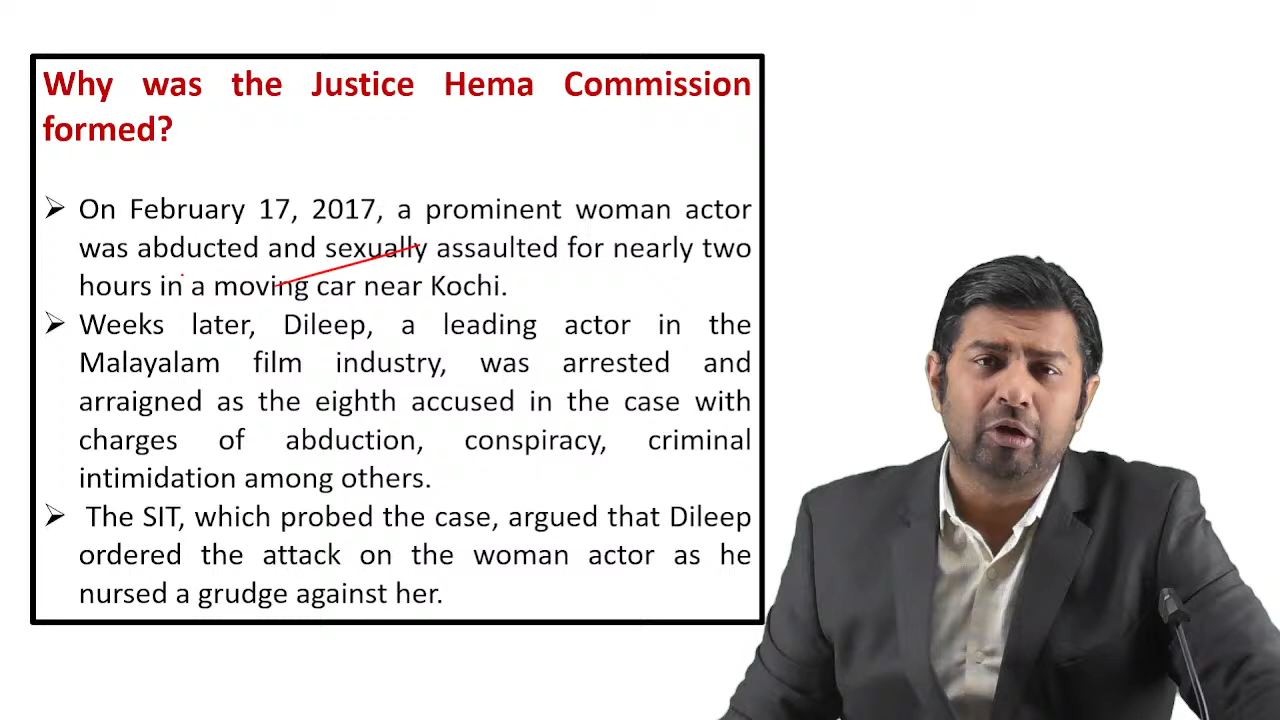 Why was the Justice Hema Commission
formed?
➢ On February 17, 2017, a prominent woman actor
was abducted and sexually assaulted for nearly two
hours in a moving car near Kochi.
➢ Weeks later, Dileep, a leading actor in the
Malayalam film industry, was arrested and
arraigned as the eighth accused in the case with
charges of abduction, conspiracy, criminal
intimidation among others.
➢ The SIT, which probed the case, argued that Dileep
ordered the attack on the woman actor as he
nursed a grudge against her.